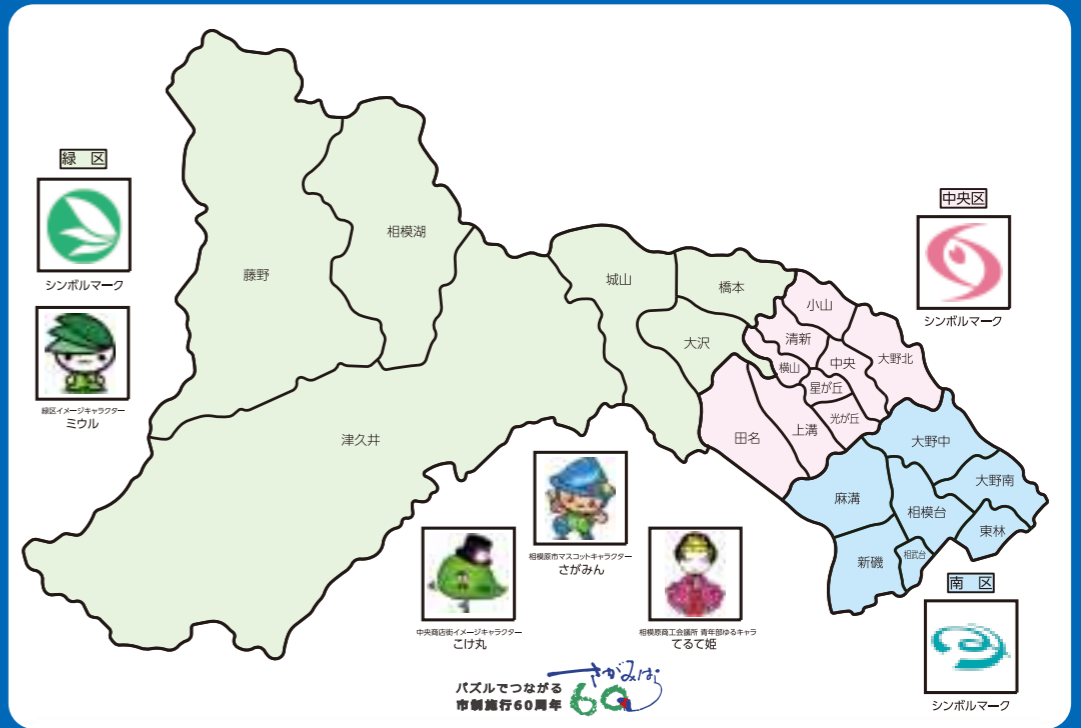 緑 区
シンボルマーク
緑区イメージキャラクター
ミウル
藤野
相模湖
津久井
城山
橋本
大沢
中央区
シンボルマーク
小山
清新
中央
大野北
横山
星が丘
光が丘
上溝
田名
大野中
大野南
麻溝
相模台
東林
新磯
相武台
南 区
シンボルマーク
相模原市マスコットキャラクター
さがみん
中央商店街イメージキャラクター
こけ丸
相模原商工会議所 青年部ゆるキャラ
てるて姫
パズルでつながる
市制施行60周年
さがみはら
60